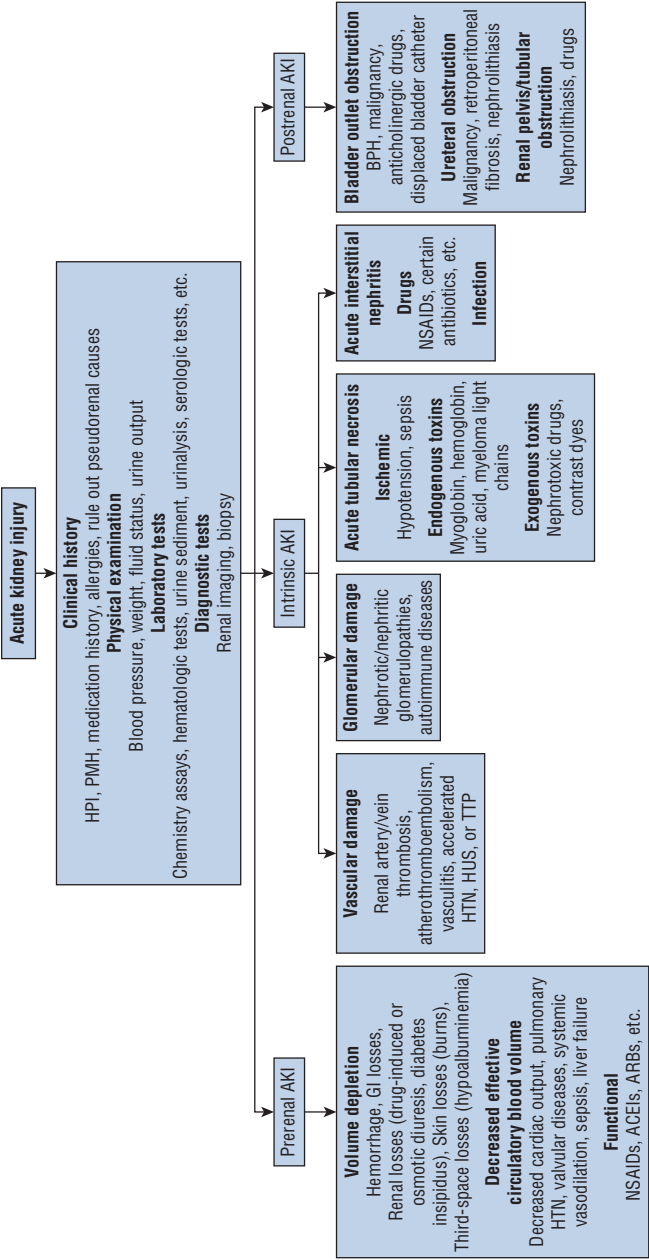 Acute kidney injury
Clinical history
HPI, PMH, medication history, allergies, rule out pseudorenal causes
Physical examination
Blood pressure, weight, fluid status, urine output
Laboratory tests
Chemistry assays, hematologic tests, urine sediment, urinalysis, serologic tests, etc.
Diagnostic tests
Renal imaging, biopsy
Prerenal AKI
Intrinsic AKI
Postrenal AKI
Volume depletion
Hemorrhage, GI losses,
Renal losses (drug-induced or
osmotic diuresis, diabetes
insipidus), Skin losses (burns),
Third-space losses (hypoalbuminemia)
Decreased effective
circulatory blood volume
Decreased cardiac output, pulmonary
HTN, valvular diseases, systemic
vasodilation, sepsis, liver failure
Functional
NSAIDs, ACEIs, ARBs, etc.
Vascular damage
Renal artery/vein
thrombosis,
atherothromboembolism,
vasculitis, accelerated
HTN, HUS, or TTP
Glomerular damage
Nephrotic/nephritic
glomerulopathies,
autoimmune diseases
Acute tubular necrosis
Ischemic
Hypotension, sepsis
Endogenous toxins
Myoglobin, hemoglobin,
uric acid, myeloma light
chains
Exogenous toxins
Nephrotoxic drugs,
contrast dyes
Acute interstitial
nephritis
Drugs
NSAIDs, certain
antibiotics, etc.
Infection
Bladder outlet obstruction
BPH, malignancy,
anticholinergic drugs,
displaced bladder catheter
Ureteral obstruction
Malignancy, retroperitoneal
fibrosis, nephrolithiasis
Renal pelvis/tubular
obstruction
Nephrolithiasis, drugs